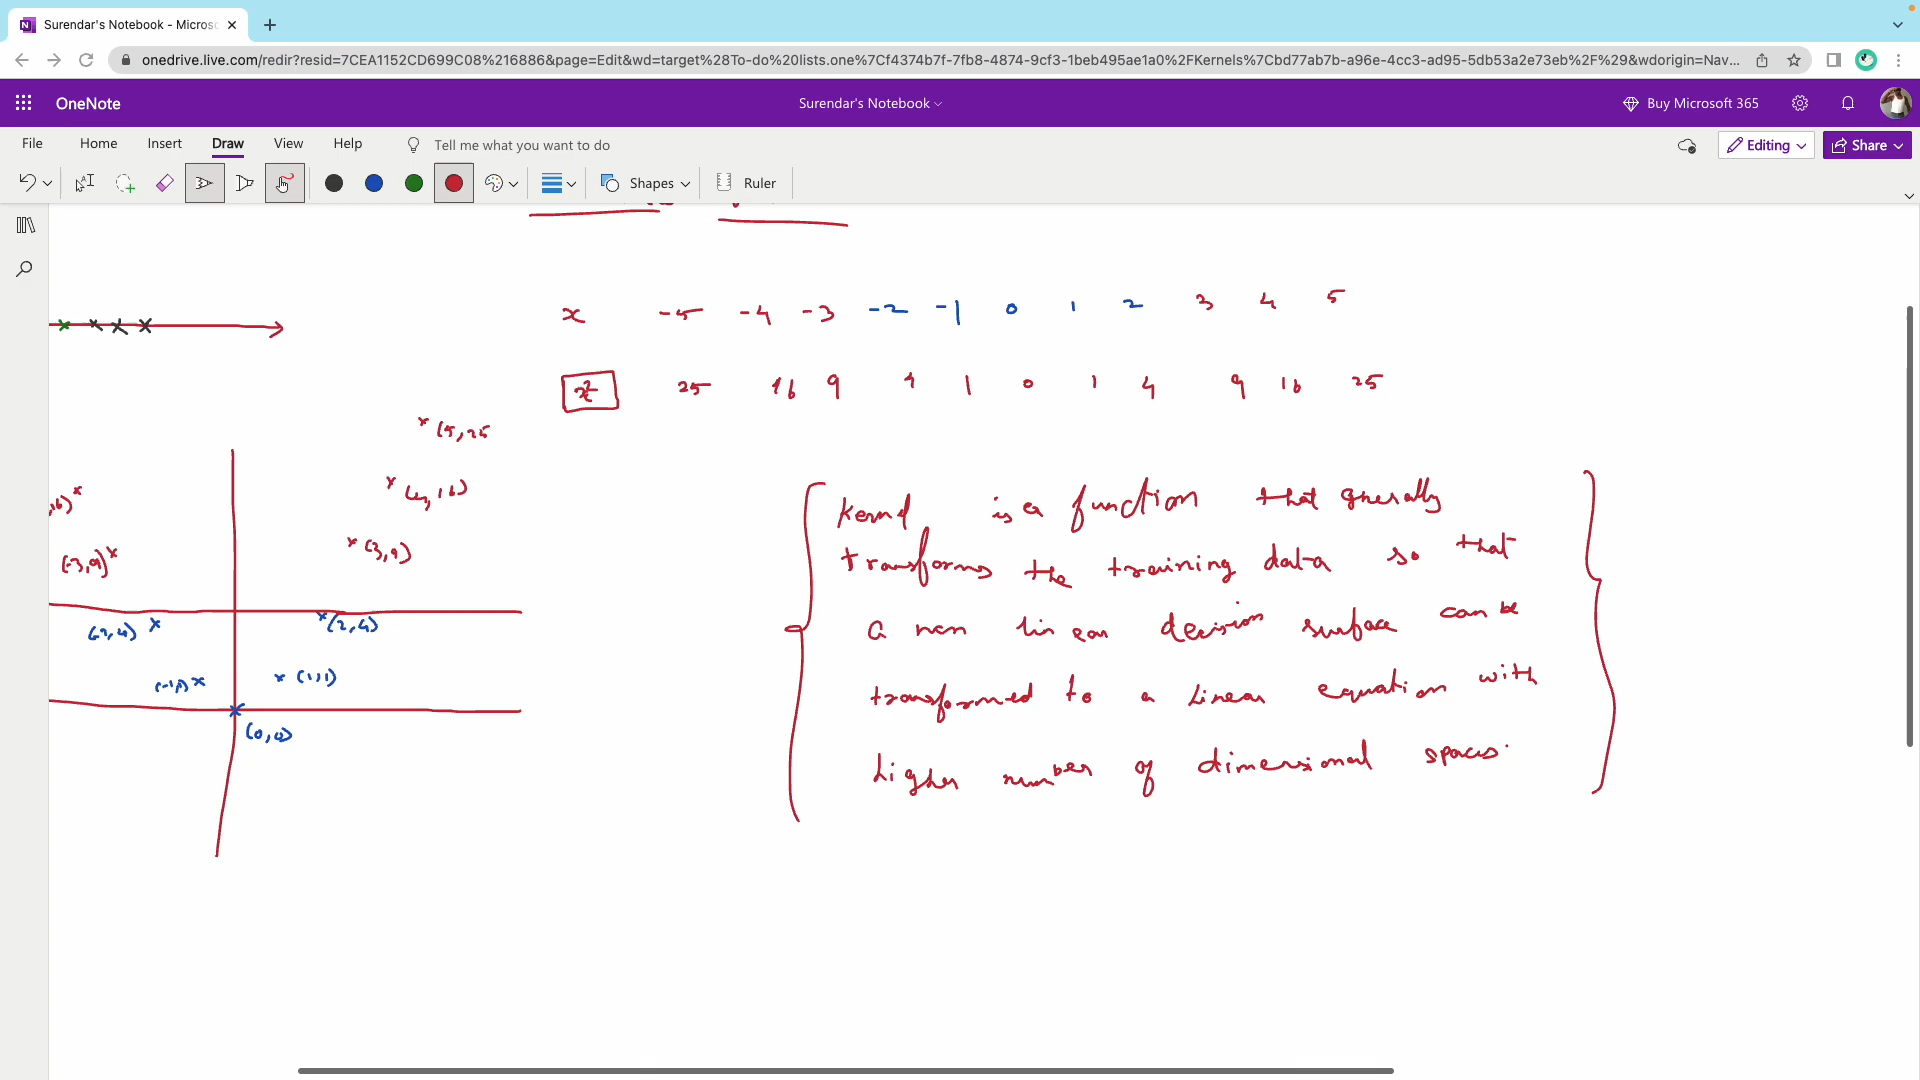 Surendar's Notebook - Micros
onedrive.live.com/redir?resid=7CEA1152CD699C08%216886&page=Edit&wd=target%28To-do%20lists.one%7Cf4374b7f-7fb8-4874-9cf3-1beb495ae1a0%2FKernels%7Cbd77ab7b-a96e-4cc3-ad95-5db53a2e73eb%2F%29&wdorigin=Nav...
OneNote
Surendar's Notebook
Buy Microsoft 365
File Home Insert Draw View Help Tell me what you want to do
Editing
Share
Shapes
Ruler
x -5 -4 -3 -2 -1 0 1 2 3 4 5
x² 25 16 9 4 1 0 1 4 9 16 25
(5,25
,16)
(4,16)
(-3,9)
(3,9)
(-2,4)
(2,4)
(-1,1)
(1,1)
(0,0)
Kernel is a function that generally
transforms the training data so that
a non linear decision surface can be
transformed to a linear equation with
higher number of dimensional spaces.